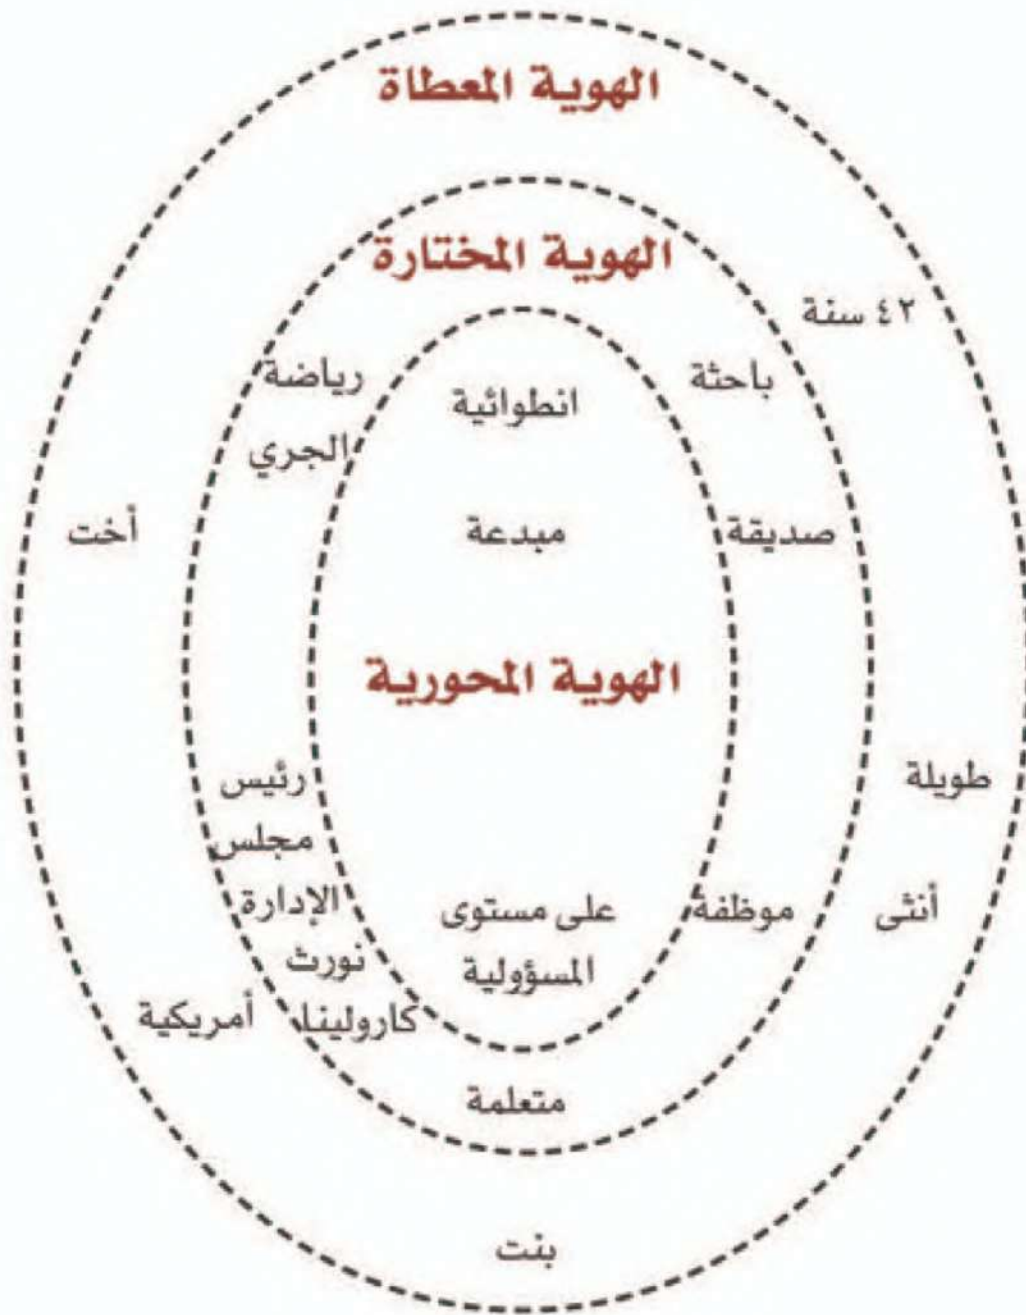 الهوية المعطاة
الهوية المختارة
٤٢ سنة
باحثة
انطوائية
رياضة
الجري
صديقة
مبدعة
أخت
الهوية المحورية
طويلة
رئيس
مجلس
الإدارة
نورث
كارولينا
أنثى
موظفة
على مستوى
المسؤولية
أمريكية
متعلمة
بنت